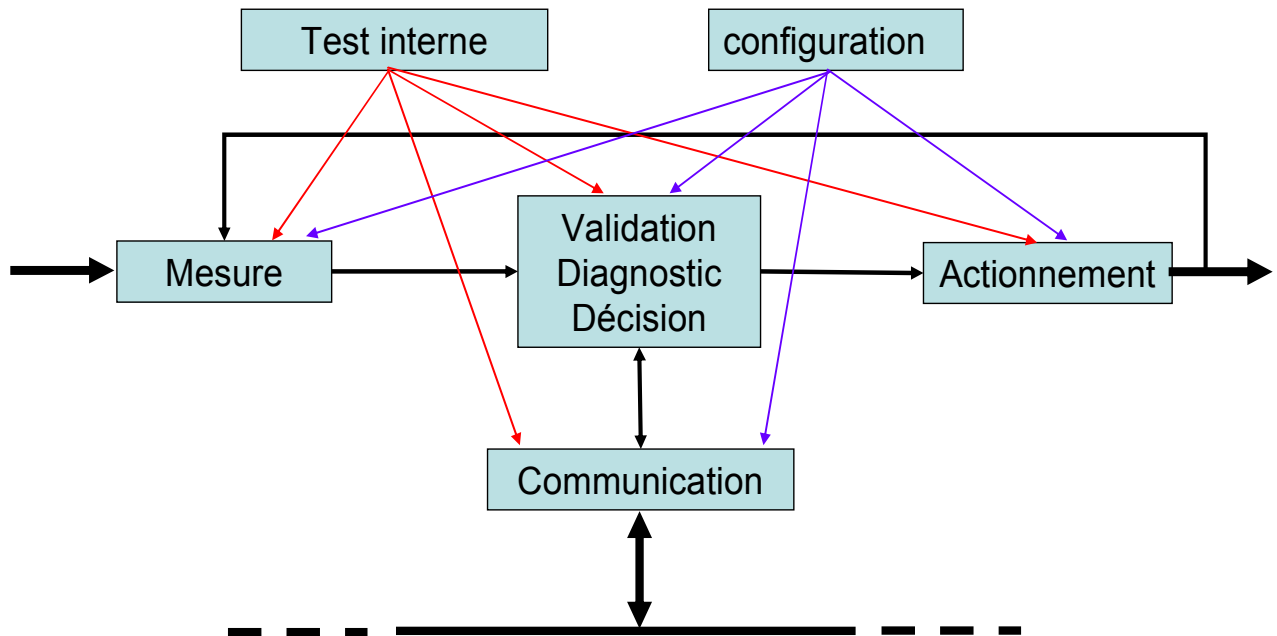 Test interne
configuration
Validation
Mesure
Diagnostic
Actionnement
Décision
Communication